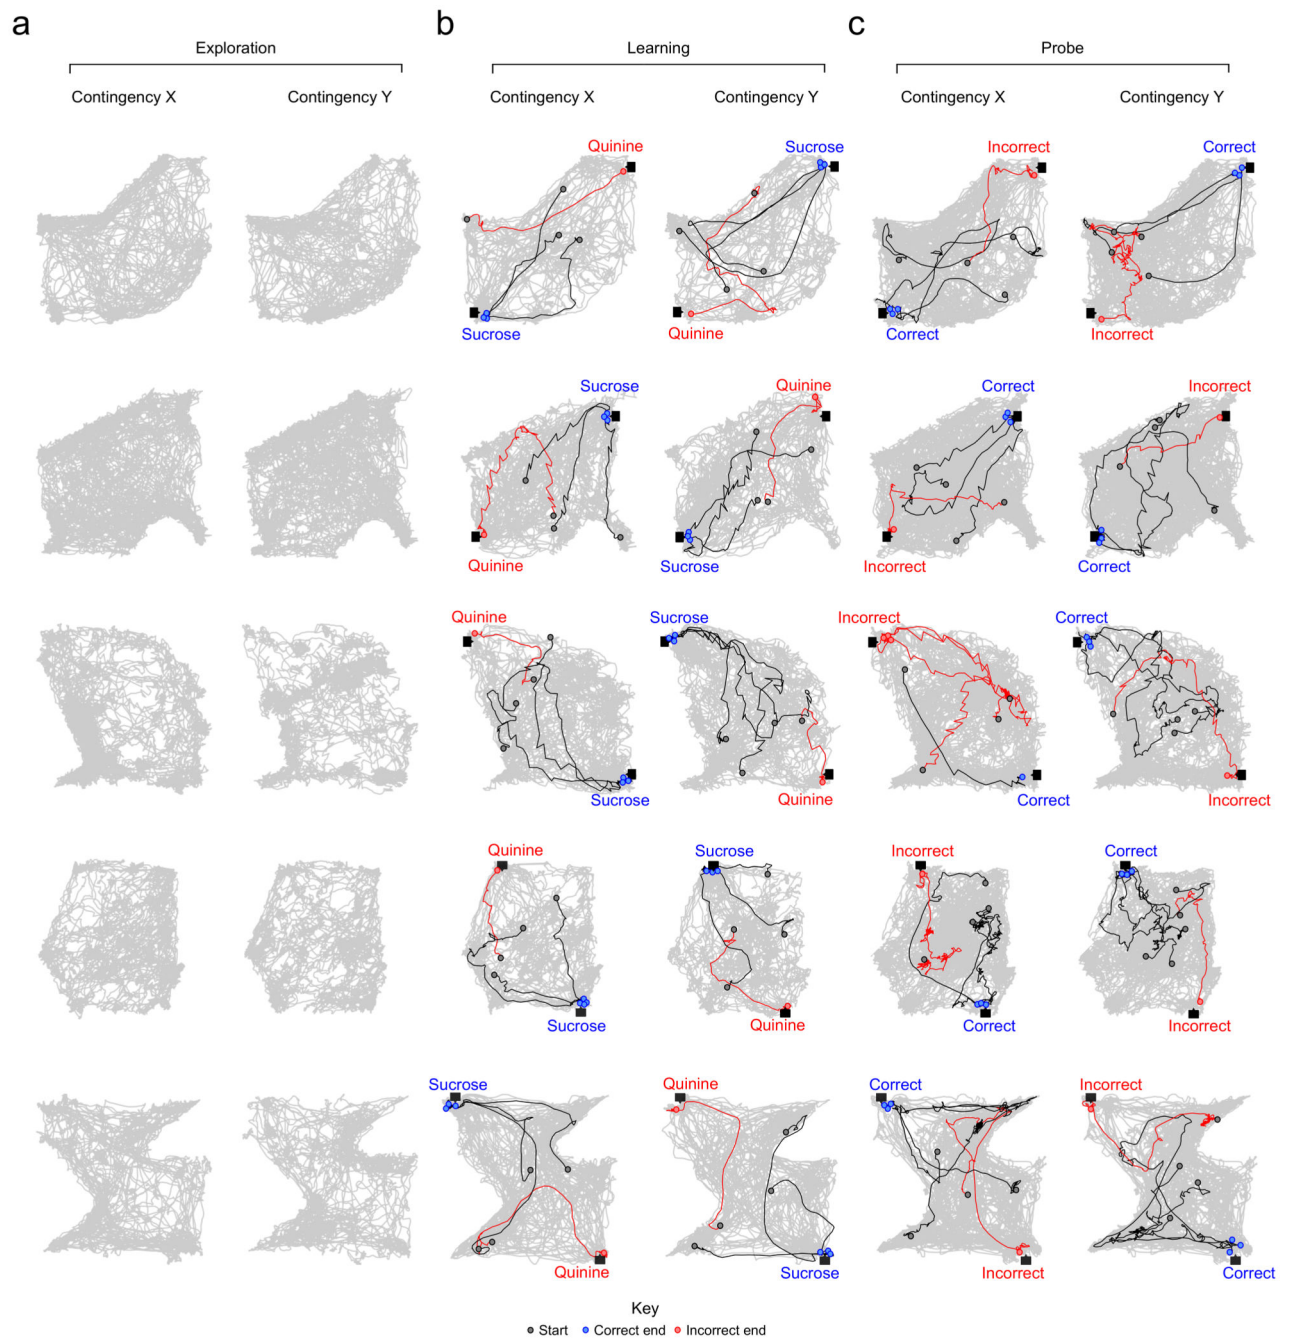 a b c
Exploration Learning Probe
Contingency X Contingency Y Contingency X Contingency Y Contingency X Contingency Y
Quinine Sucrose Incorrect Correct
Sucrose Quinine Correct Incorrect
Sucrose Quinine Correct Incorrect
Quinine Sucrose Incorrect Correct
Quinine Sucrose Incorrect Correct
Sucrose Quinine Correct Incorrect
Quinine Sucrose Incorrect Correct
Sucrose Quinine Correct Incorrect
Sucrose Quinine Correct Incorrect
Quinine Sucrose Incorrect Correct
Key
Start Correct end Incorrect end